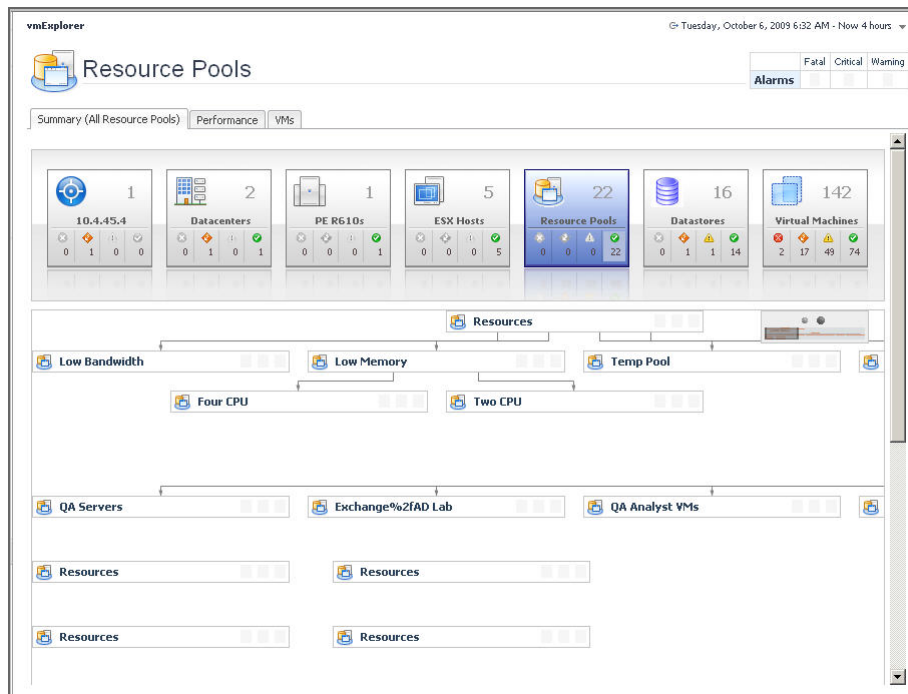 vmExplorer
Tuesday, October 6, 2009 6:32 AM - Now 4 hours
Resource Pools
Fatal Critical Warning
Alarms
Summary (All Resource Pools) Performance VMs
1 2 1 5 22 16 142
10.4.45.4 Datacenters PE R610s ESX Hosts Resource Pools Datastores Virtual Machines
0 1 0 0 0 1 0 1 0 0 0 1 0 0 0 5 0 0 0 22 0 1 1 14 2 17 49 74
Resources
Low Bandwidth Low Memory Temp Pool
Four CPU Two CPU
QA Servers Exchange%2fAD Lab QA Analyst VMs
Resources Resources
Resources Resources